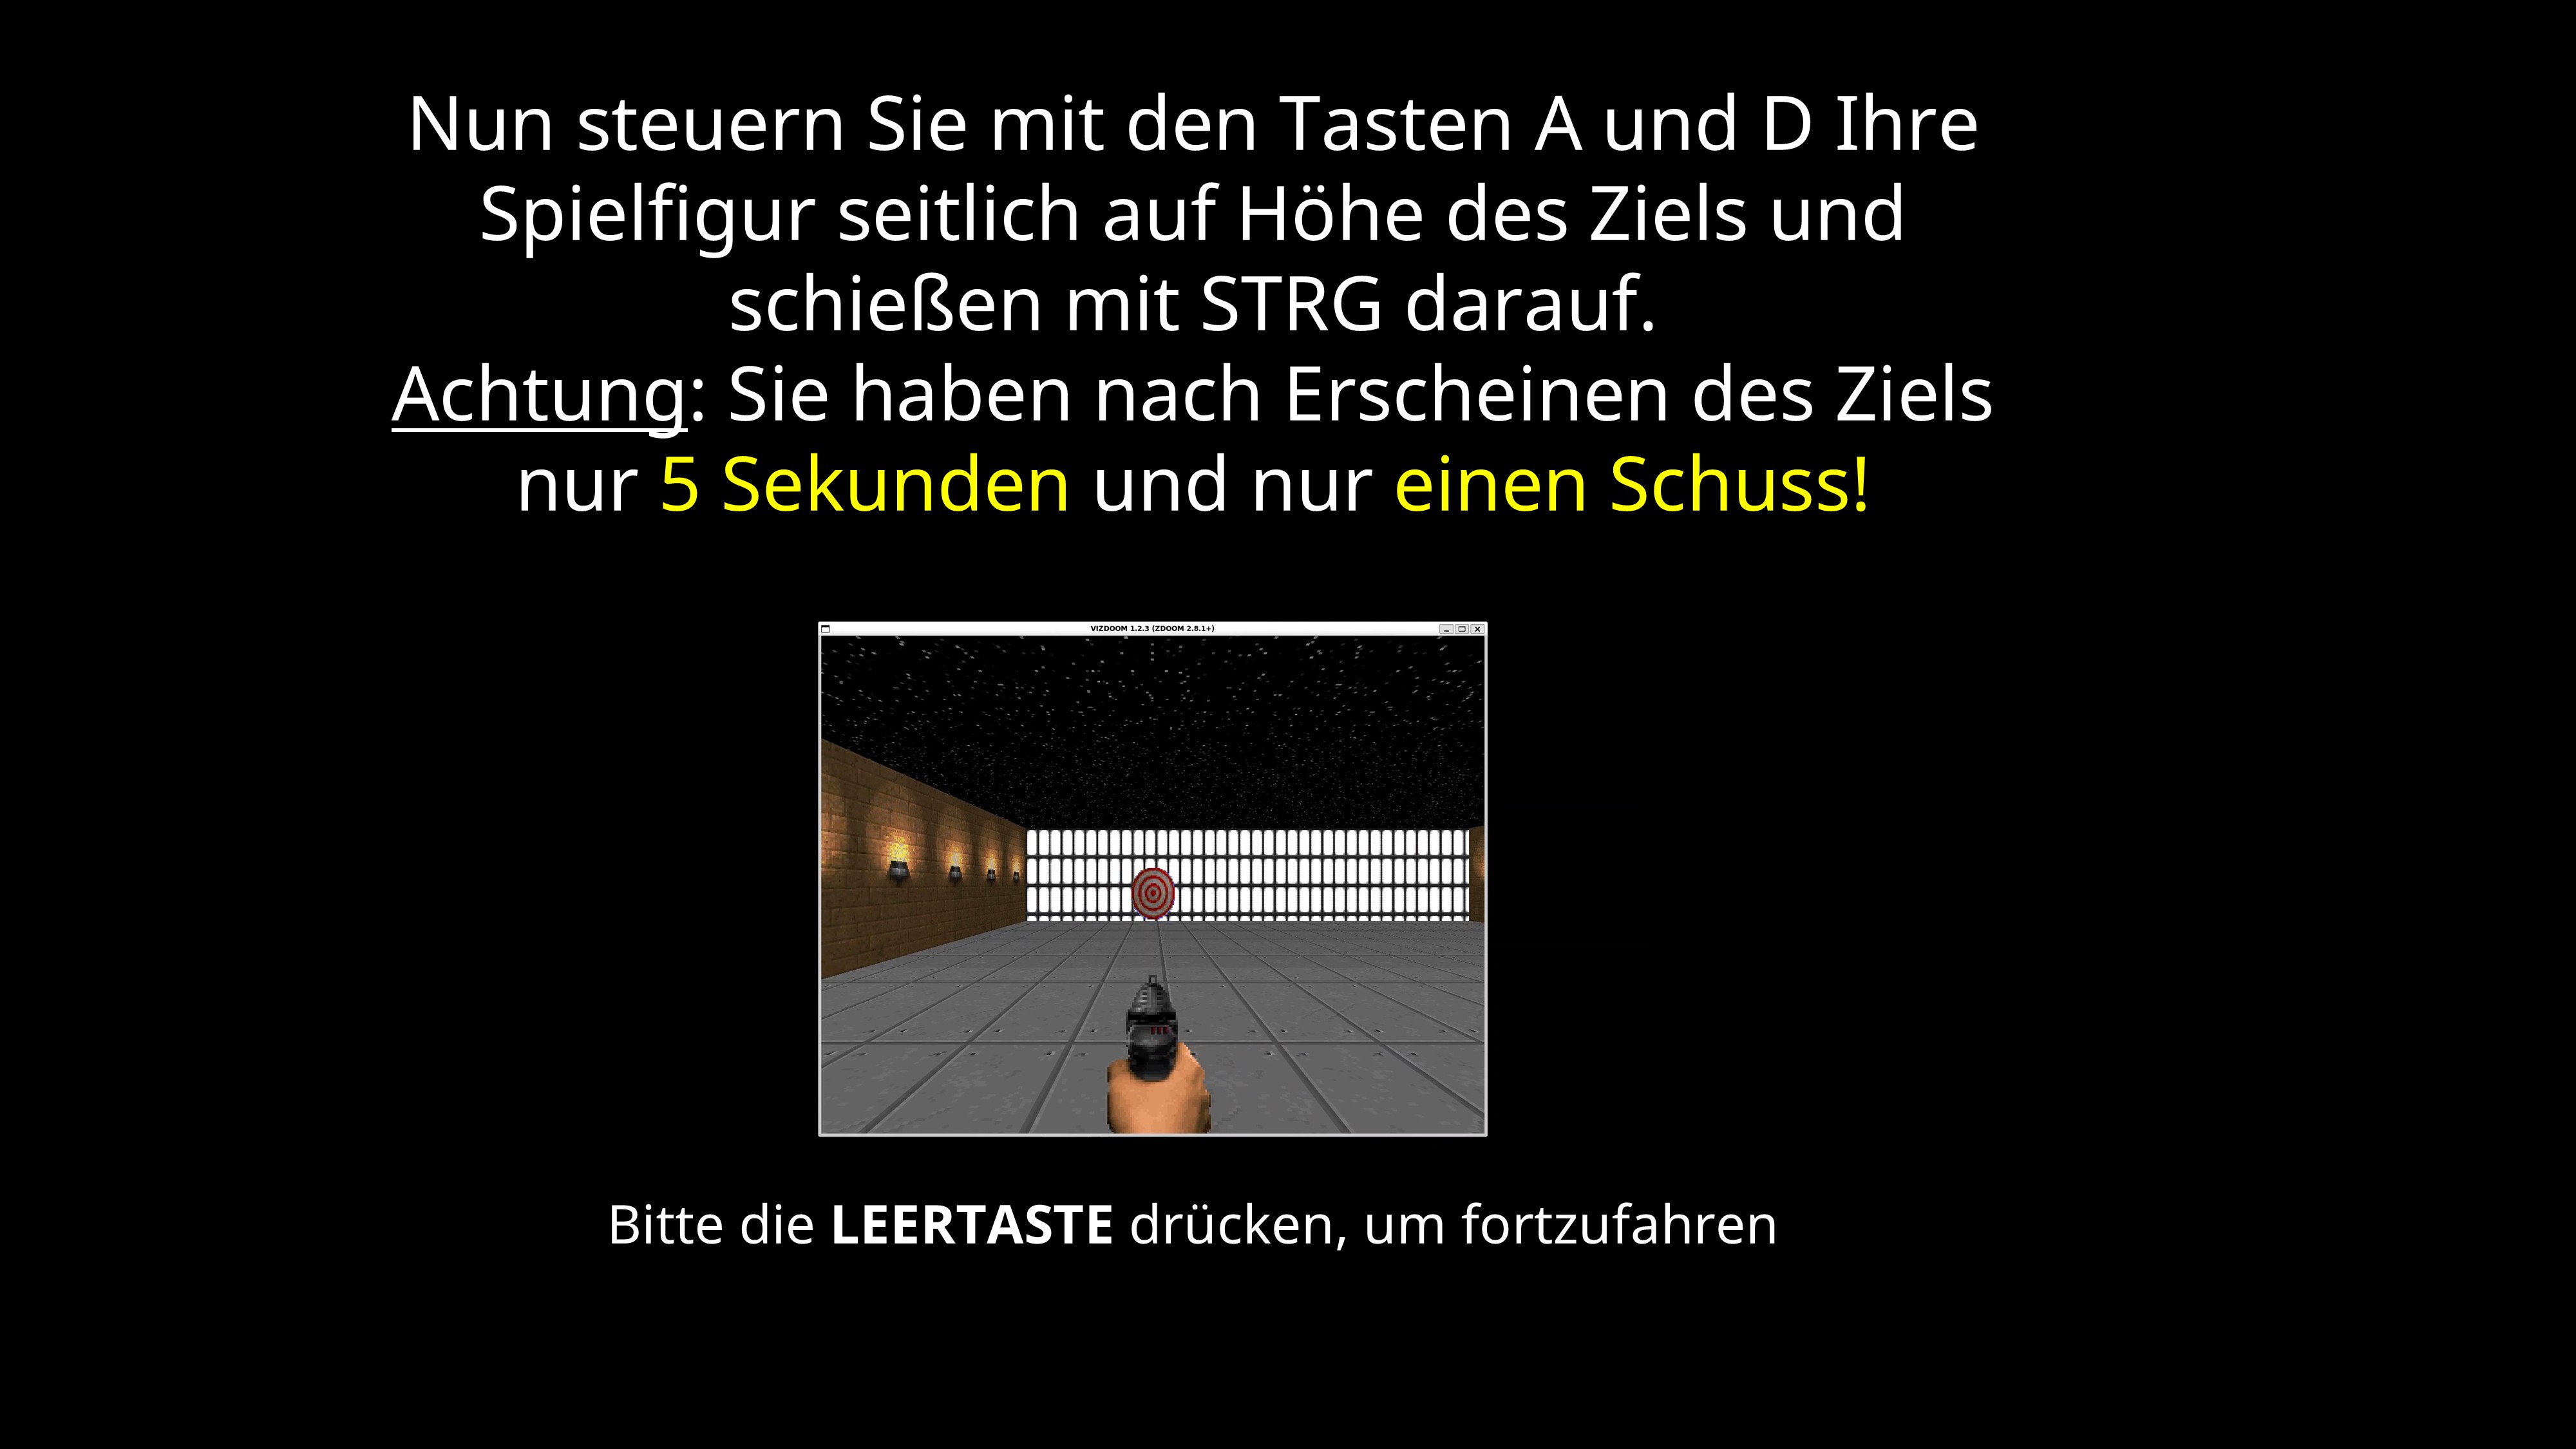 Nun steuern Sie mit den Tasten A und D Ihre
Spielfigur seitlich auf Höhe des Ziels und
schießen mit STRG darauf.
Achtung: Sie haben nach Erscheinen des Ziels
nur 5 Sekunden und nur einen Schuss!
VIZDOOM 1.2.3 (ZDOOM 2.8.1+)
Bitte die LEERTASTE drücken, um fortzufahren